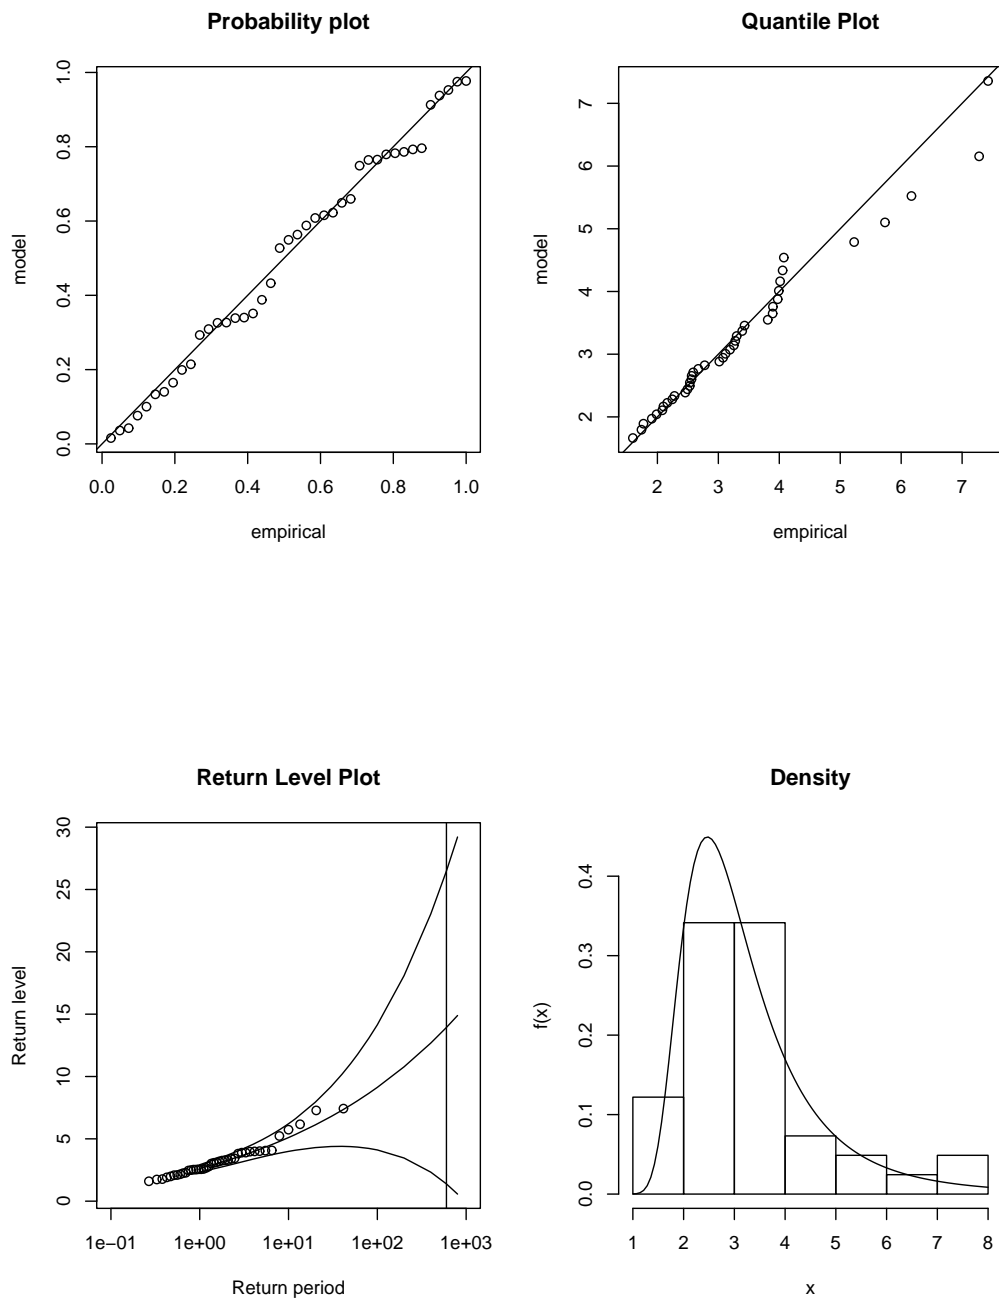 Probability plot
1.0
0.8
0.6
0.4
0.2
0.0
model
0.0 0.2 0.4 0.6 0.8 1.0
empirical
Quantile Plot
7
6
5
4
3
2
model
2 3 4 5 6 7
empirical
Return Level Plot
30
25
20
15
10
5
0
Return level
1e−01 1e+00 1e+01 1e+02 1e+03
Return period
Density
0.4
0.3
0.2
0.1
0.0
f(x)
1 2 3 4 5 6 7 8
x